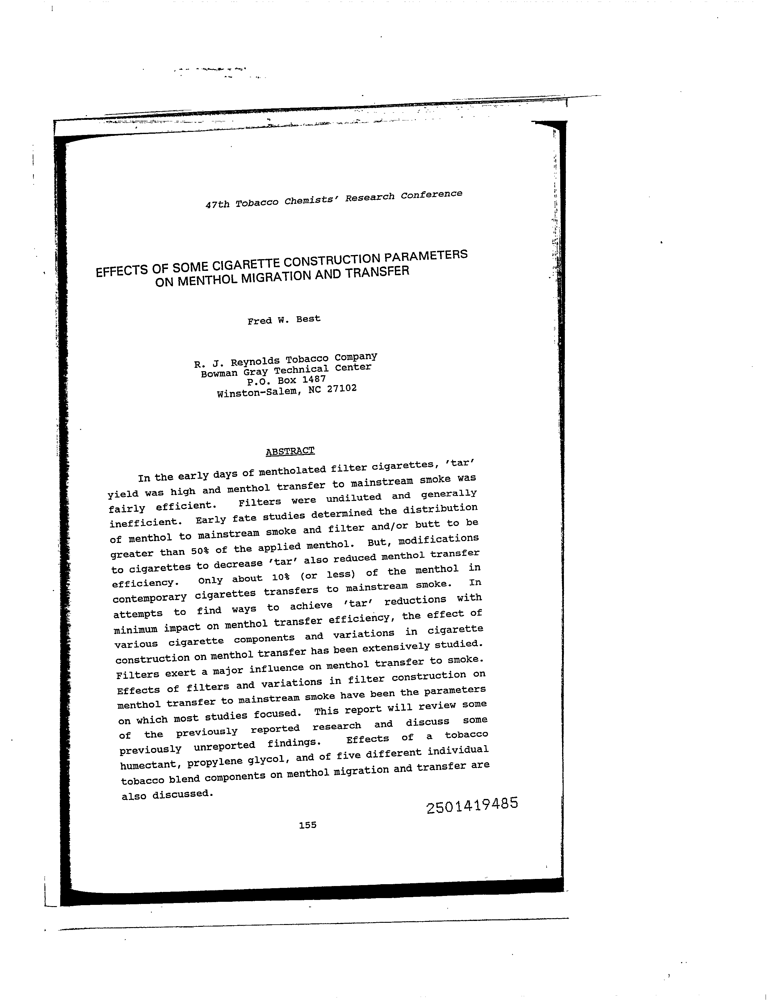 47th Tobacco Chemists' Research Conference
EFFECTS OF SOME CIGARETTE CONSTRUCTION PARAMETERS
ON MENTHOL MIGRATION AND TRANSFER
Fred W. Best
R. J. Reynolds Tobacco Company
Bowman Gray Technical Center
P.O. Box 1487
Winston-Salem, NC 27102
ABSTRACT
In the early days of mentholated filter cigarettes, 'tar'
yield was high and menthol transfer to mainstream smoke was
fairly efficient. Filters were undiluted and generally
inefficient. Early fate studies determined the distribution
of menthol to mainstream smoke and filter and/or butt to be
greater than 50% of the applied menthol. But, modifications
to cigarettes to decrease 'tar' also reduced menthol transfer
efficiency. Only about 10% (or less) of the menthol in
contemporary cigarettes transfers to mainstream smoke. In
attempts to find ways to achieve 'tar' reductions with
minimum impact on menthol transfer efficiency, the effect of
various cigarette components and variations in cigarette
construction on menthol transfer has been extensively studied.
Filters exert a major influence on menthol transfer to smoke.
Effects of filters and variations in filter construction on
menthol transfer to mainstream smoke have been the parameters
on which most studies focused. This report will review some
of the previously reported research and discuss some
previously unreported findings. Effects of a tobacco
humectant, propylene glycol, and of five different individual
tobacco blend components on menthol migration and transfer are
also discussed.
2501419485
155